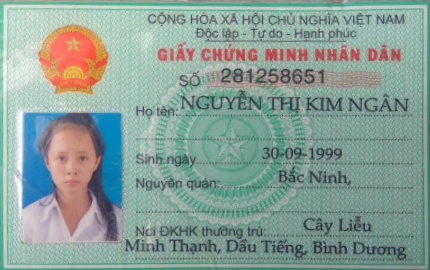 CỘNG HÒA XÃ HỘI CHỦ NGHĨA VIỆT NAM
Độc lập - Tự do - Hạnh phúc
GIẤY CHỨNG MINH NHÂN DÂN
SỐ 281258651
Họ tên: NGUYỄN THỊ KIM NGÂN
Sinh ngày 30-09-1999
Nguyên quán: Bắc Ninh,
Nơi ĐKHK thường trú: Cây Liễu
Minh Thạnh, Dầu Tiếng, Bình Dương